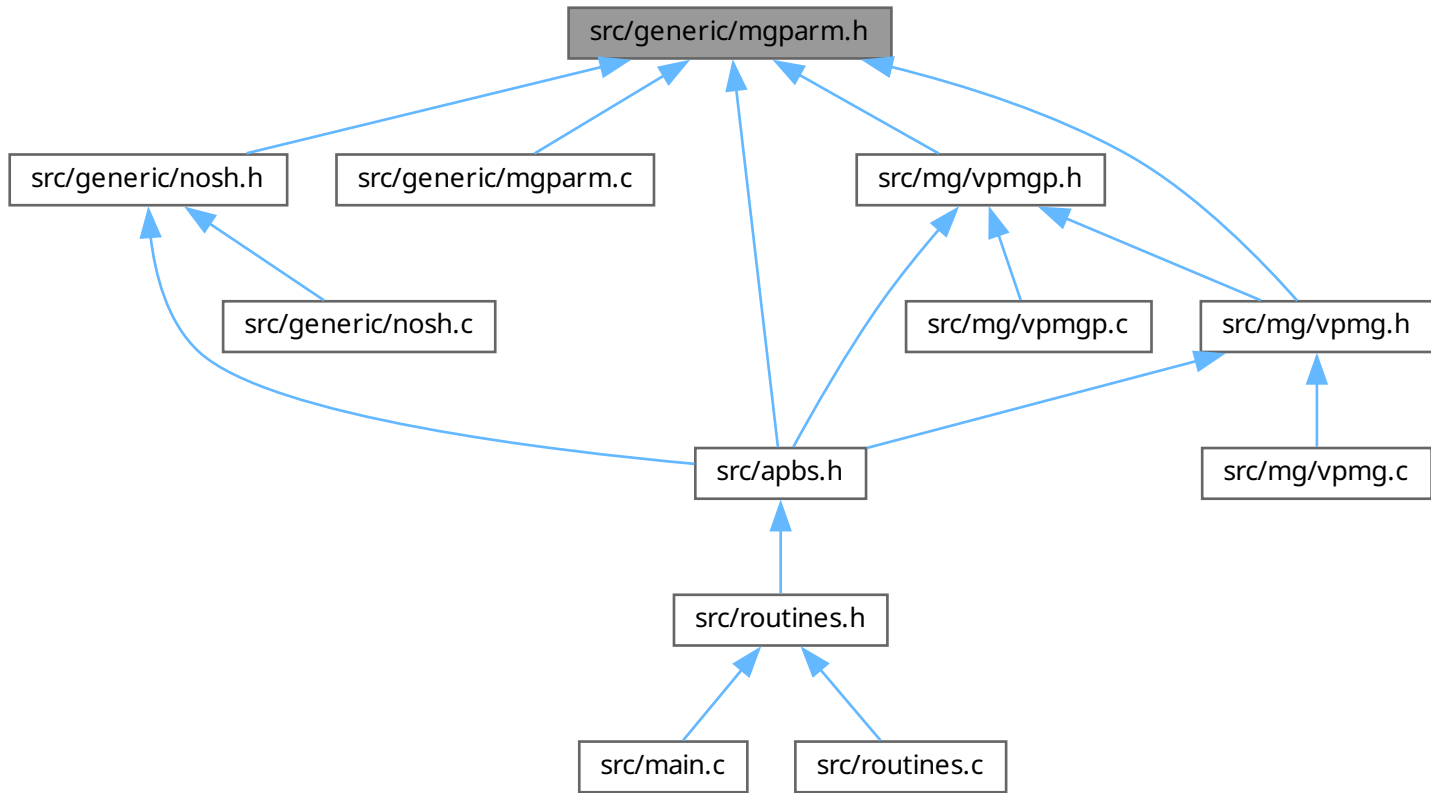 src/generic/mgparm.h
src/generic/nosh.h
src/generic/mgparm.c
src/mg/vpmgp.h
src/generic/nosh.c
src/mg/vpmgp.c
src/mg/vpmg.h
src/apbs.h
src/mg/vpmg.c
src/routines.h
src/main.c
src/routines.c